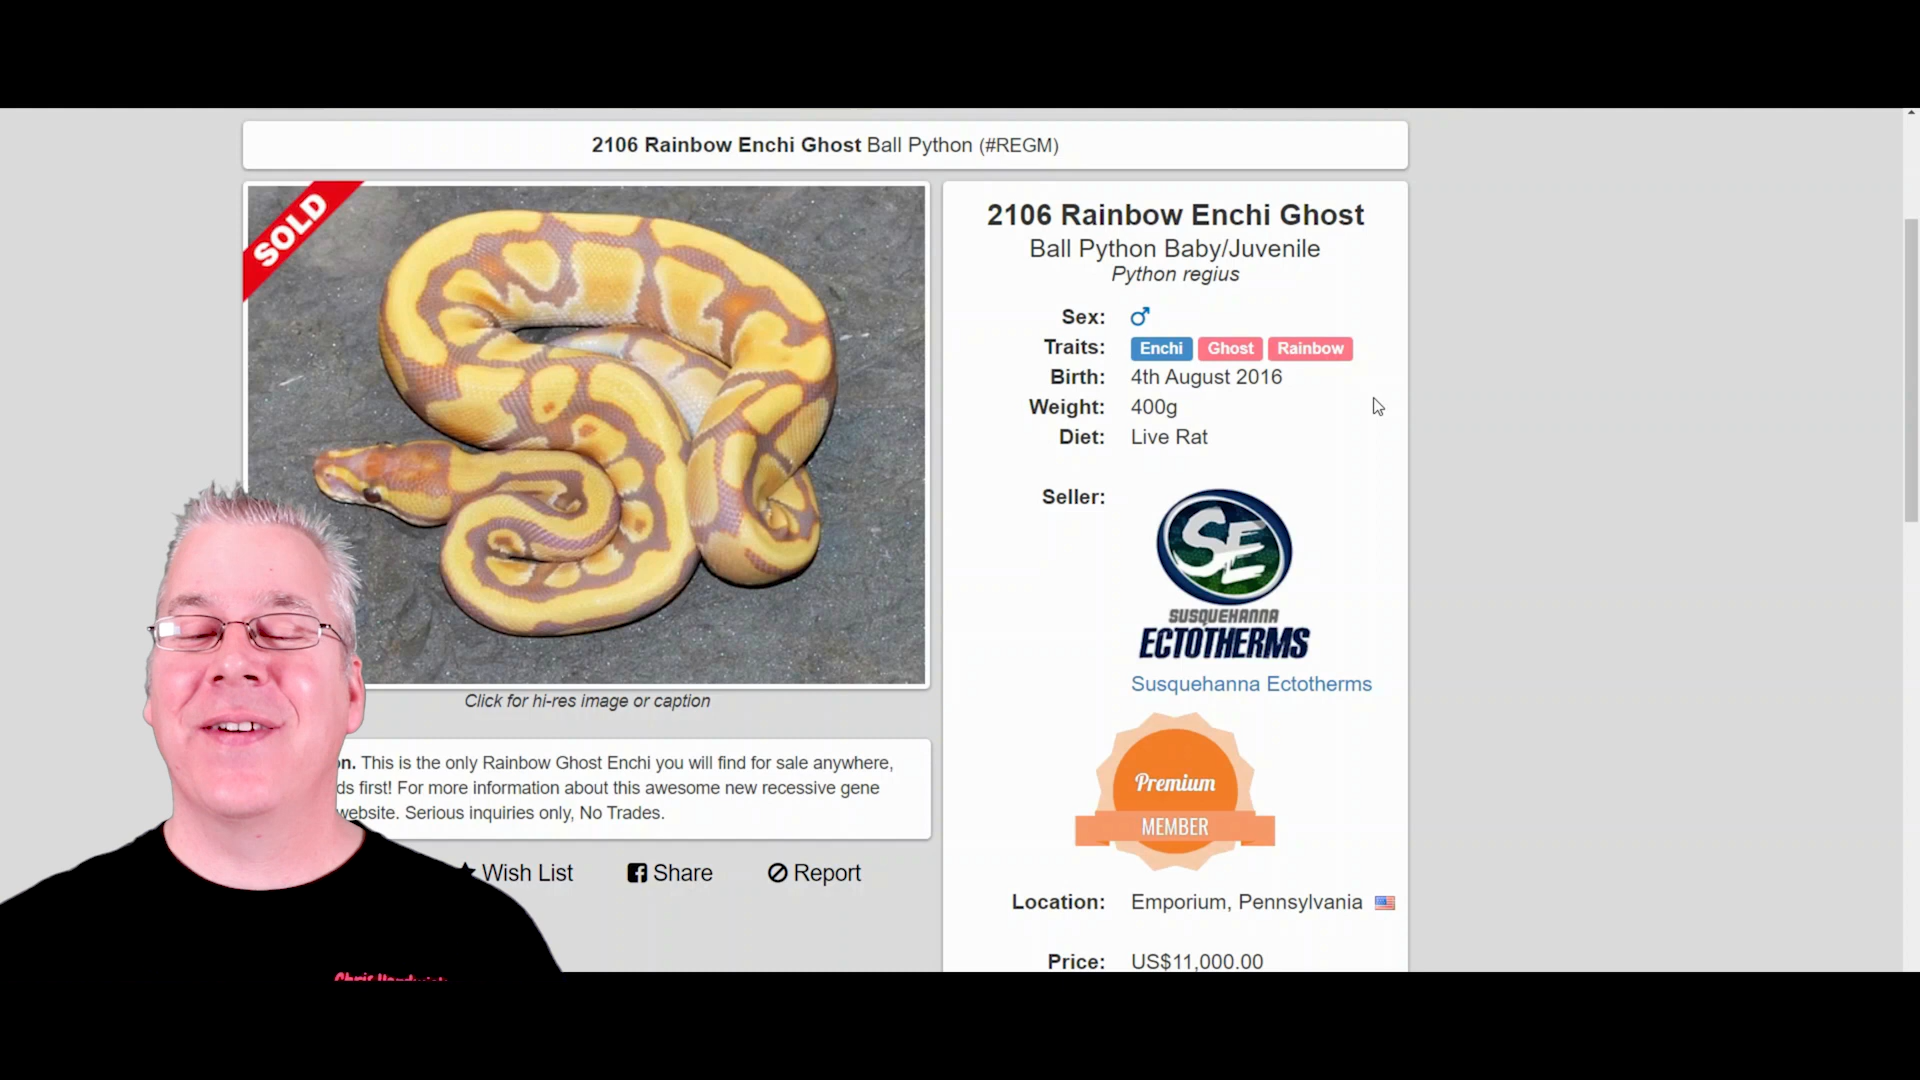 2106 Rainbow Enchi Ghost Ball Python (#REGM)
SOLD
2106 Rainbow Enchi Ghost
Ball Python Baby/Juvenile
Python regius
Sex: ♂
Traits: Enchi Ghost Rainbow
Birth: 4th August 2016
Weight: 400g
Diet: Live Rat
Seller:
SE
SUSQUEHANNA
ECTOTHERMS
Susquehanna Ectotherms
Click for hi-res image or caption
This is the only Rainbow Ghost Enchi you will find for sale anywhere,
first! For more information about this awesome new recessive gene
website. Serious inquiries only, No Trades.
Premium
MEMBER
Wish List Share Report
Location: Emporium, Pennsylvania
Price: US$11,000.00